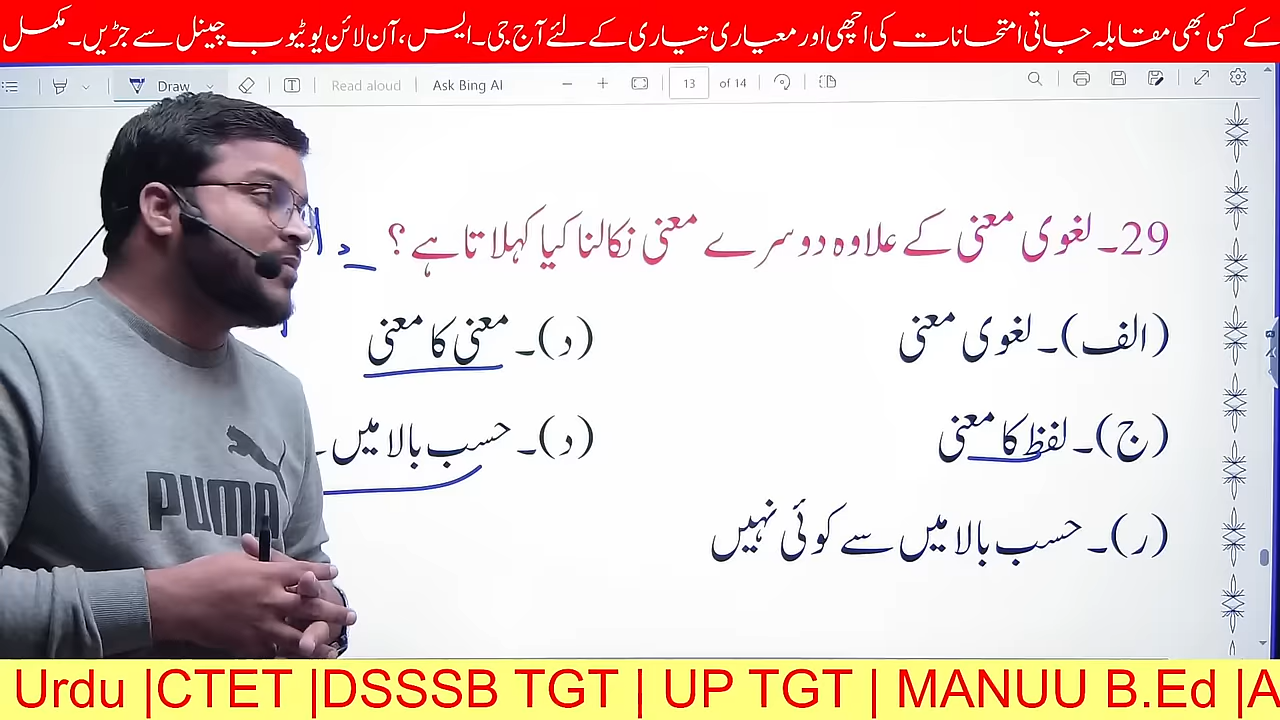 کے کسی بھی مقابلہ جاتی امتحانات کی اچھی اور معیاری تیاری کے لئے آج جی۔ایس، آن لائن یوٹیوب چینل سے جڑیں۔ مکمل
Draw Read aloud Ask Bing AI 13 of 14
29۔ لغوی معنی کے علاوہ دوسرے معنی نکالنا کیا کہلاتا ہے ؟
(الف)۔ لغوی معنی (د)۔ معنی کا معنی
(ج)۔ لفظ کا معنی (د)۔ حسب بالا میں
(ر)۔ حسب بالا میں سے کوئی نہیں
PUMA
Urdu |CTET |DSSSB TGT | UP TGT | MANUU B.Ed |A